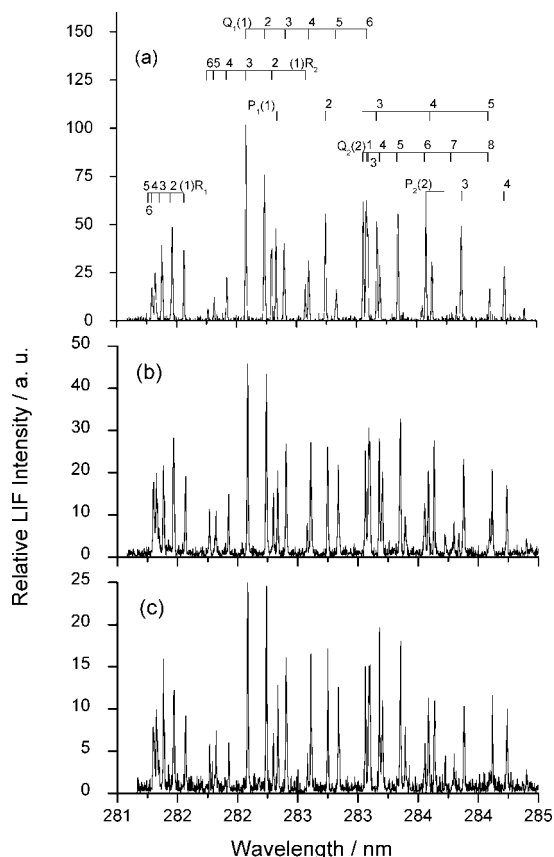 Q₁(1) 2 3 4 5 6
150
(a)
65 4 3 2 (1)R₂
125
P₁(1) 2 3 4 5
100
Q₂(2) 1 3 4 5 6 7 8
75
5 4 3 2 (1)R₁ P₂(2) 3 4
6
50
25
0
50
(b)
40
30
20
10
0
25
(c)
20
15
10
5
0
281 282 282 283 283 284 284 285
Relative LIF Intensity / a. u.
Wavelength / nm